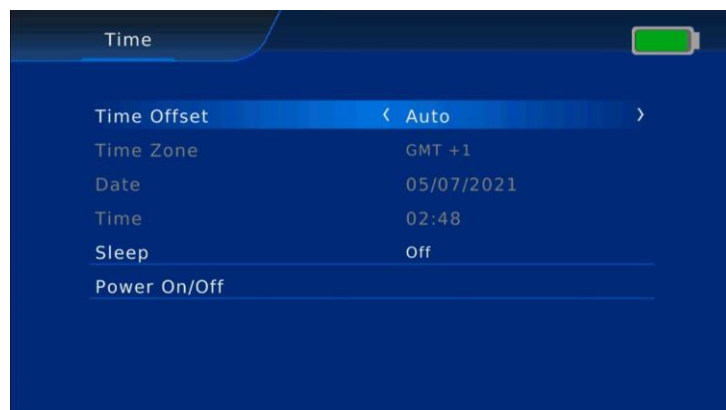 Time
Time Offset ‹ Auto ›
Time Zone GMT +1
Date 05/07/2021
Time 02:48
Sleep Off
Power On/Off